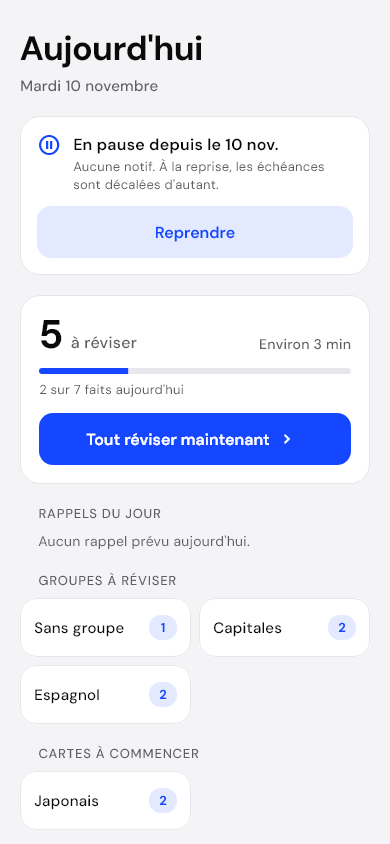 Aujourd'hui
Mardi 10 novembre
En pause depuis le 10 nov.
Aucune notif. À la reprise, les échéances
sont décalées d'autant.
Reprendre
5 à réviser
Environ 3 min
2 sur 7 faits aujourd'hui
Tout réviser maintenant
RAPPELS DU JOUR
Aucun rappel prévu aujourd'hui.
GROUPES À RÉVISER
Sans groupe 1
Capitales 2
Espagnol 2
CARTES À COMMENCER
Japonais 2